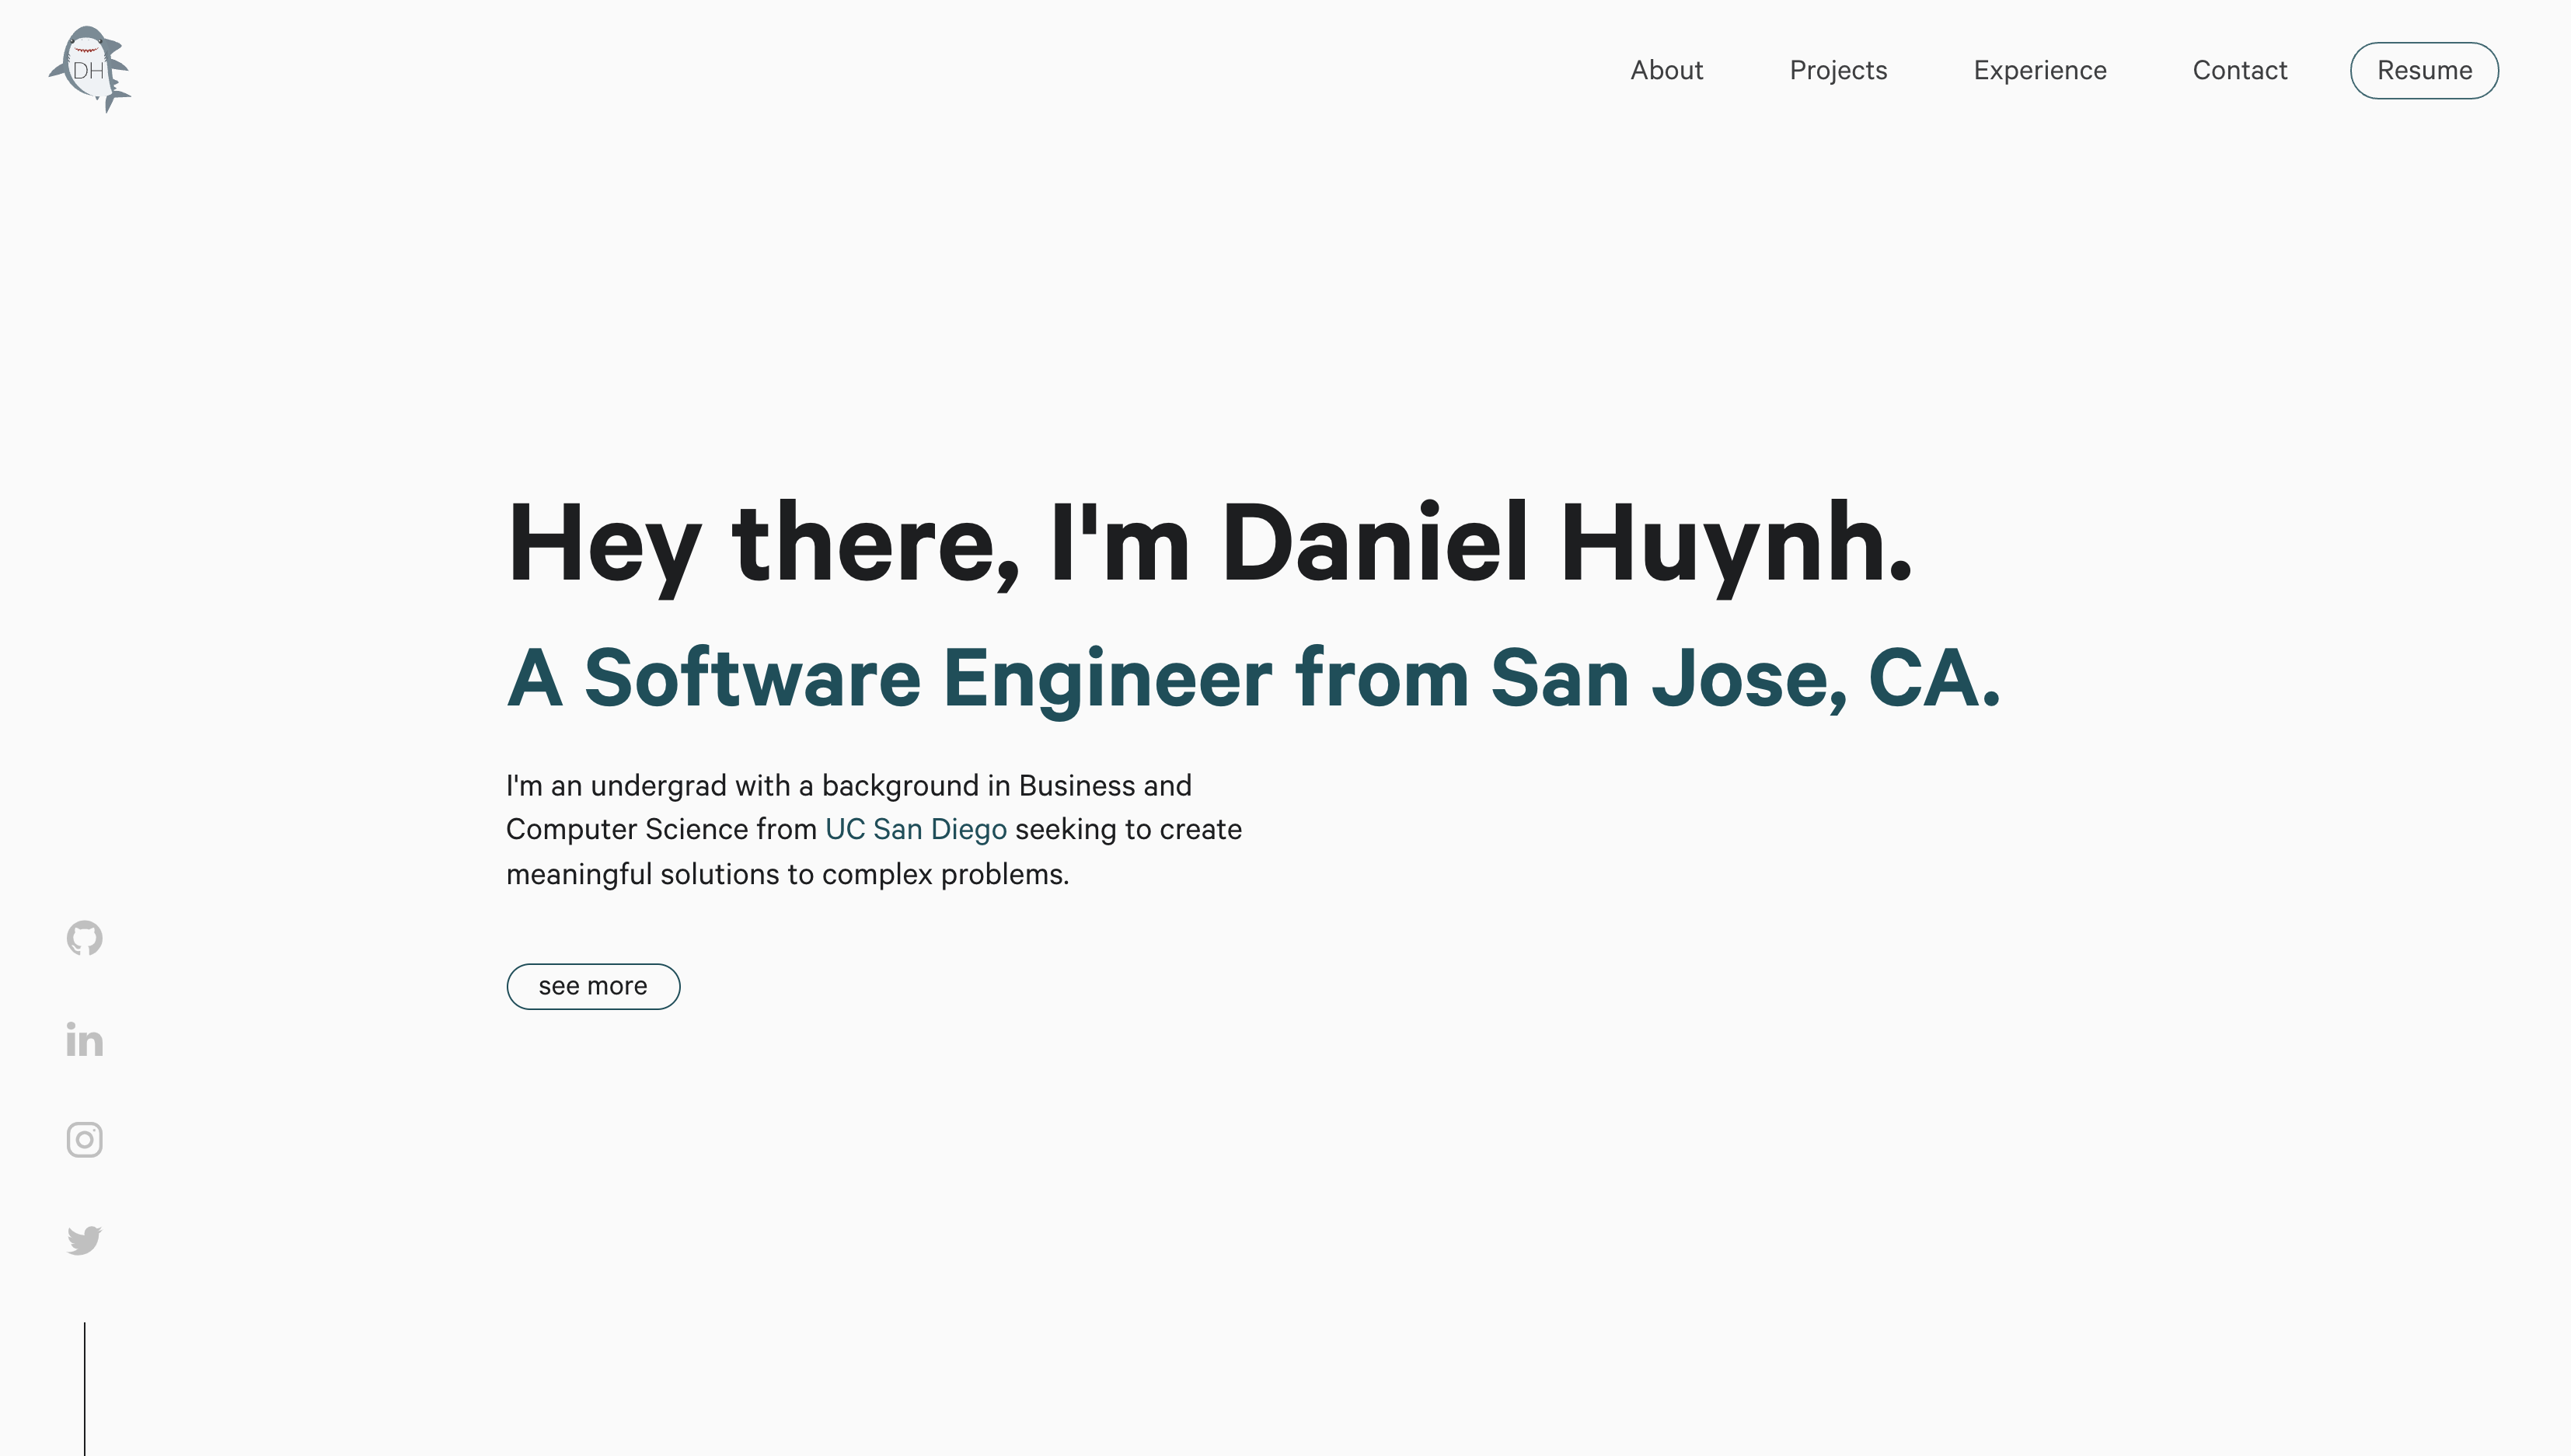 DH
About
Projects
Experience
Contact
Resume
Hey there, I'm Daniel Huynh.
A Software Engineer from San Jose, CA.
I'm an undergrad with a background in Business and
Computer Science from UC San Diego seeking to create
meaningful solutions to complex problems.
see more
in